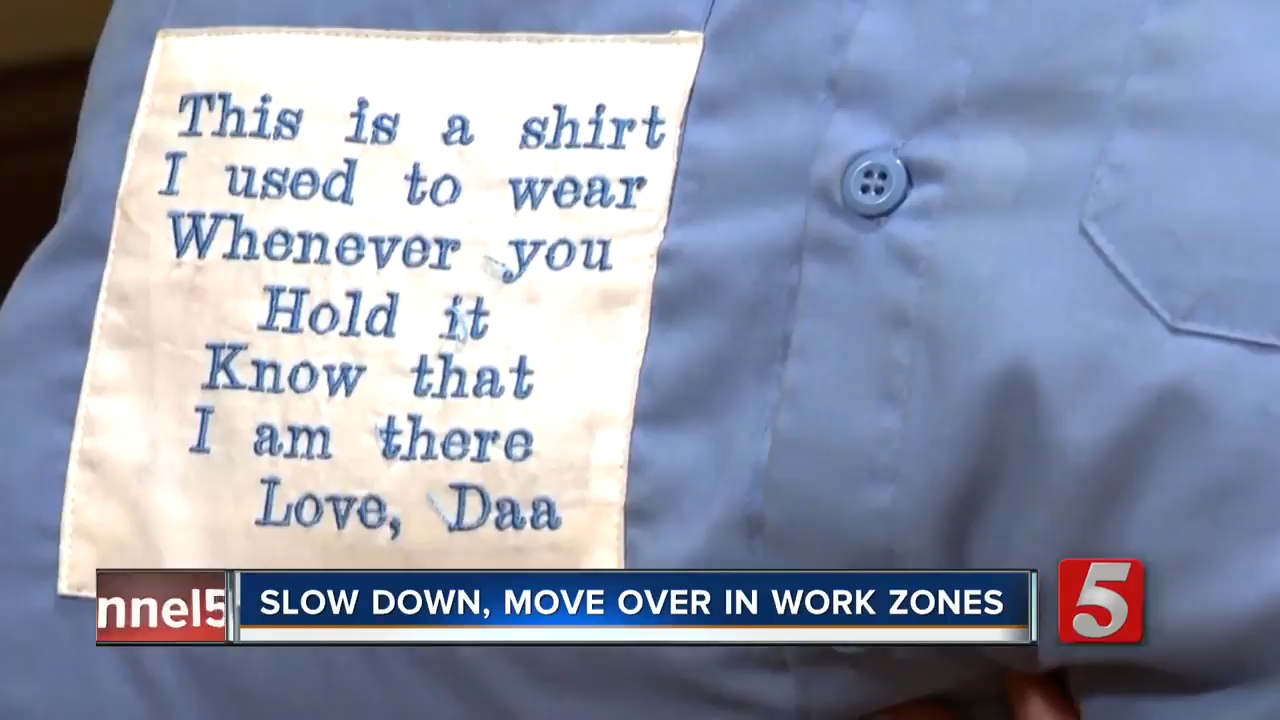 This is a shirt
I used to wear
Whenever you
Hold it
Know that
I am there
Love, Daa
nnel5
SLOW DOWN, MOVE OVER IN WORK ZONES
5